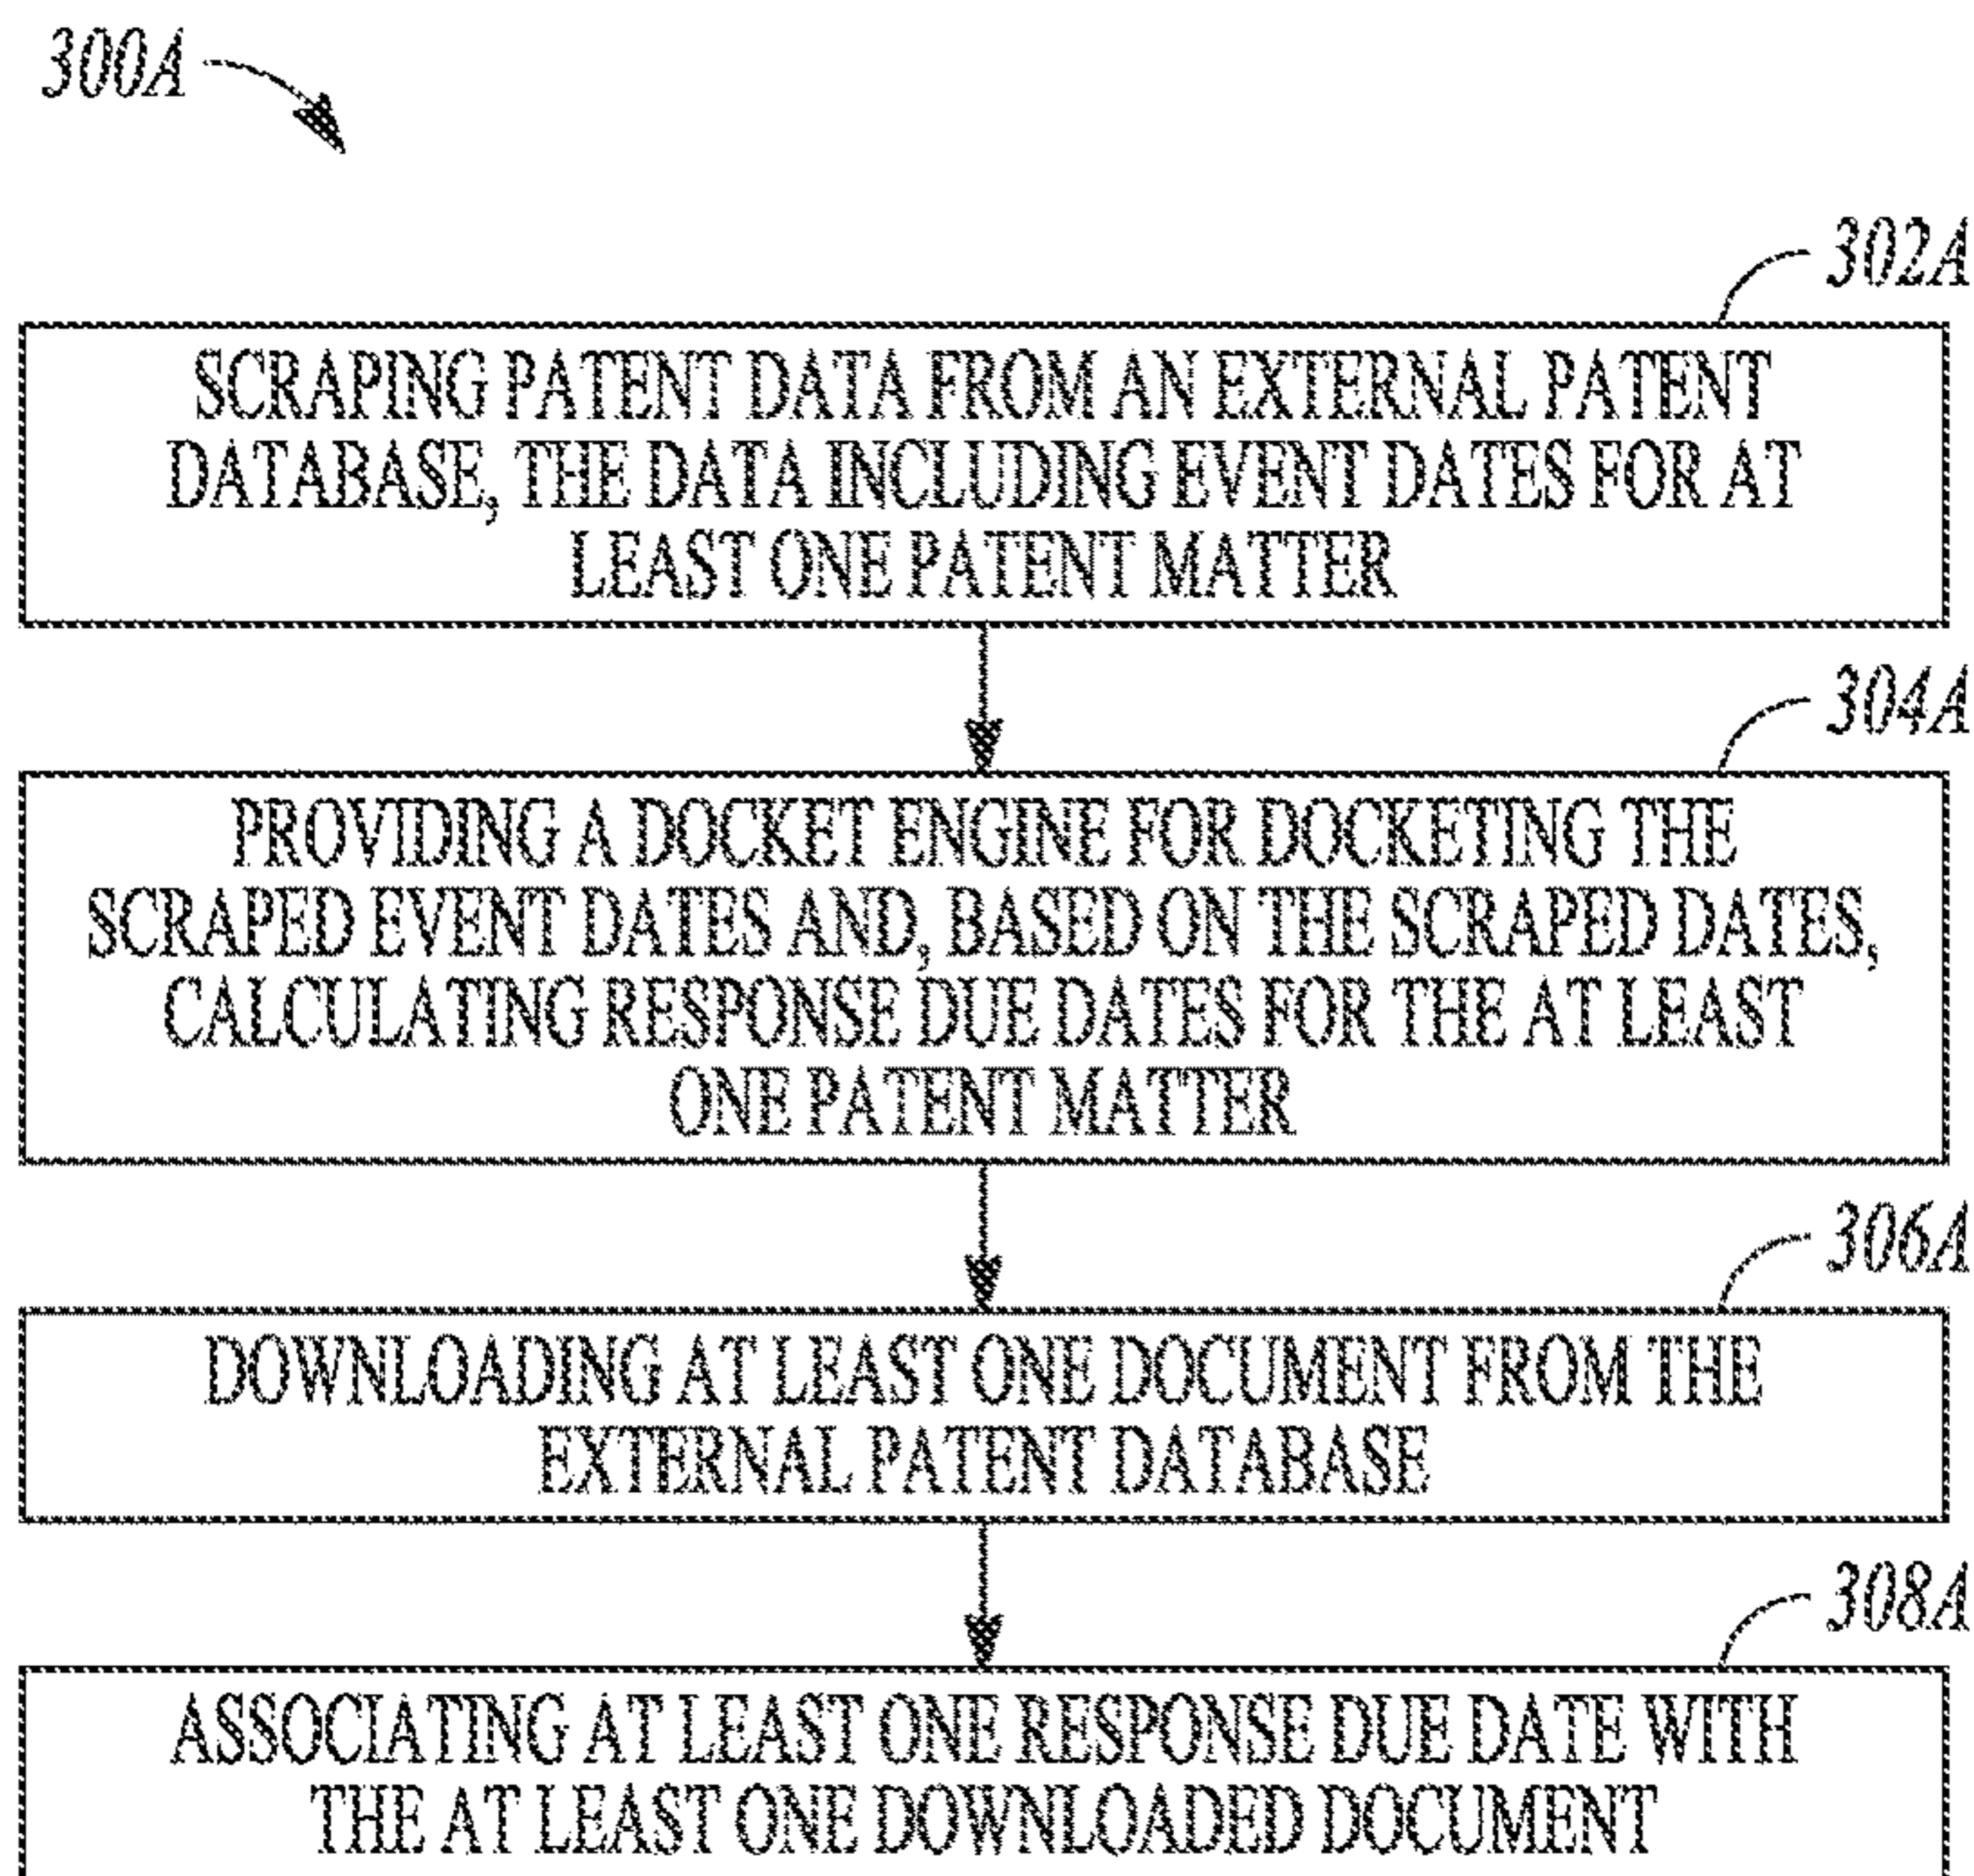 300A
302A
SCRAPING PATENT DATA FROM AN EXTERNAL PATENT
DATABASE, THE DATA INCLUDING EVENT DATES FOR AT
LEAST ONE PATENT MATTER
304A
PROVIDING A DOCKET ENGINE FOR DOCKETING THE
SCRAPED EVENT DATES AND, BASED ON THE SCRAPED DATES,
CALCULATING RESPONSE DUE DATES FOR THE AT LEAST
ONE PATENT MATTER
306A
DOWNLOADING AT LEAST ONE DOCUMENT FROM THE
EXTERNAL PATENT DATABASE
308A
ASSOCIATING AT LEAST ONE RESPONSE DUE DATE WITH
THE AT LEAST ONE DOWNLOADED DOCUMENT